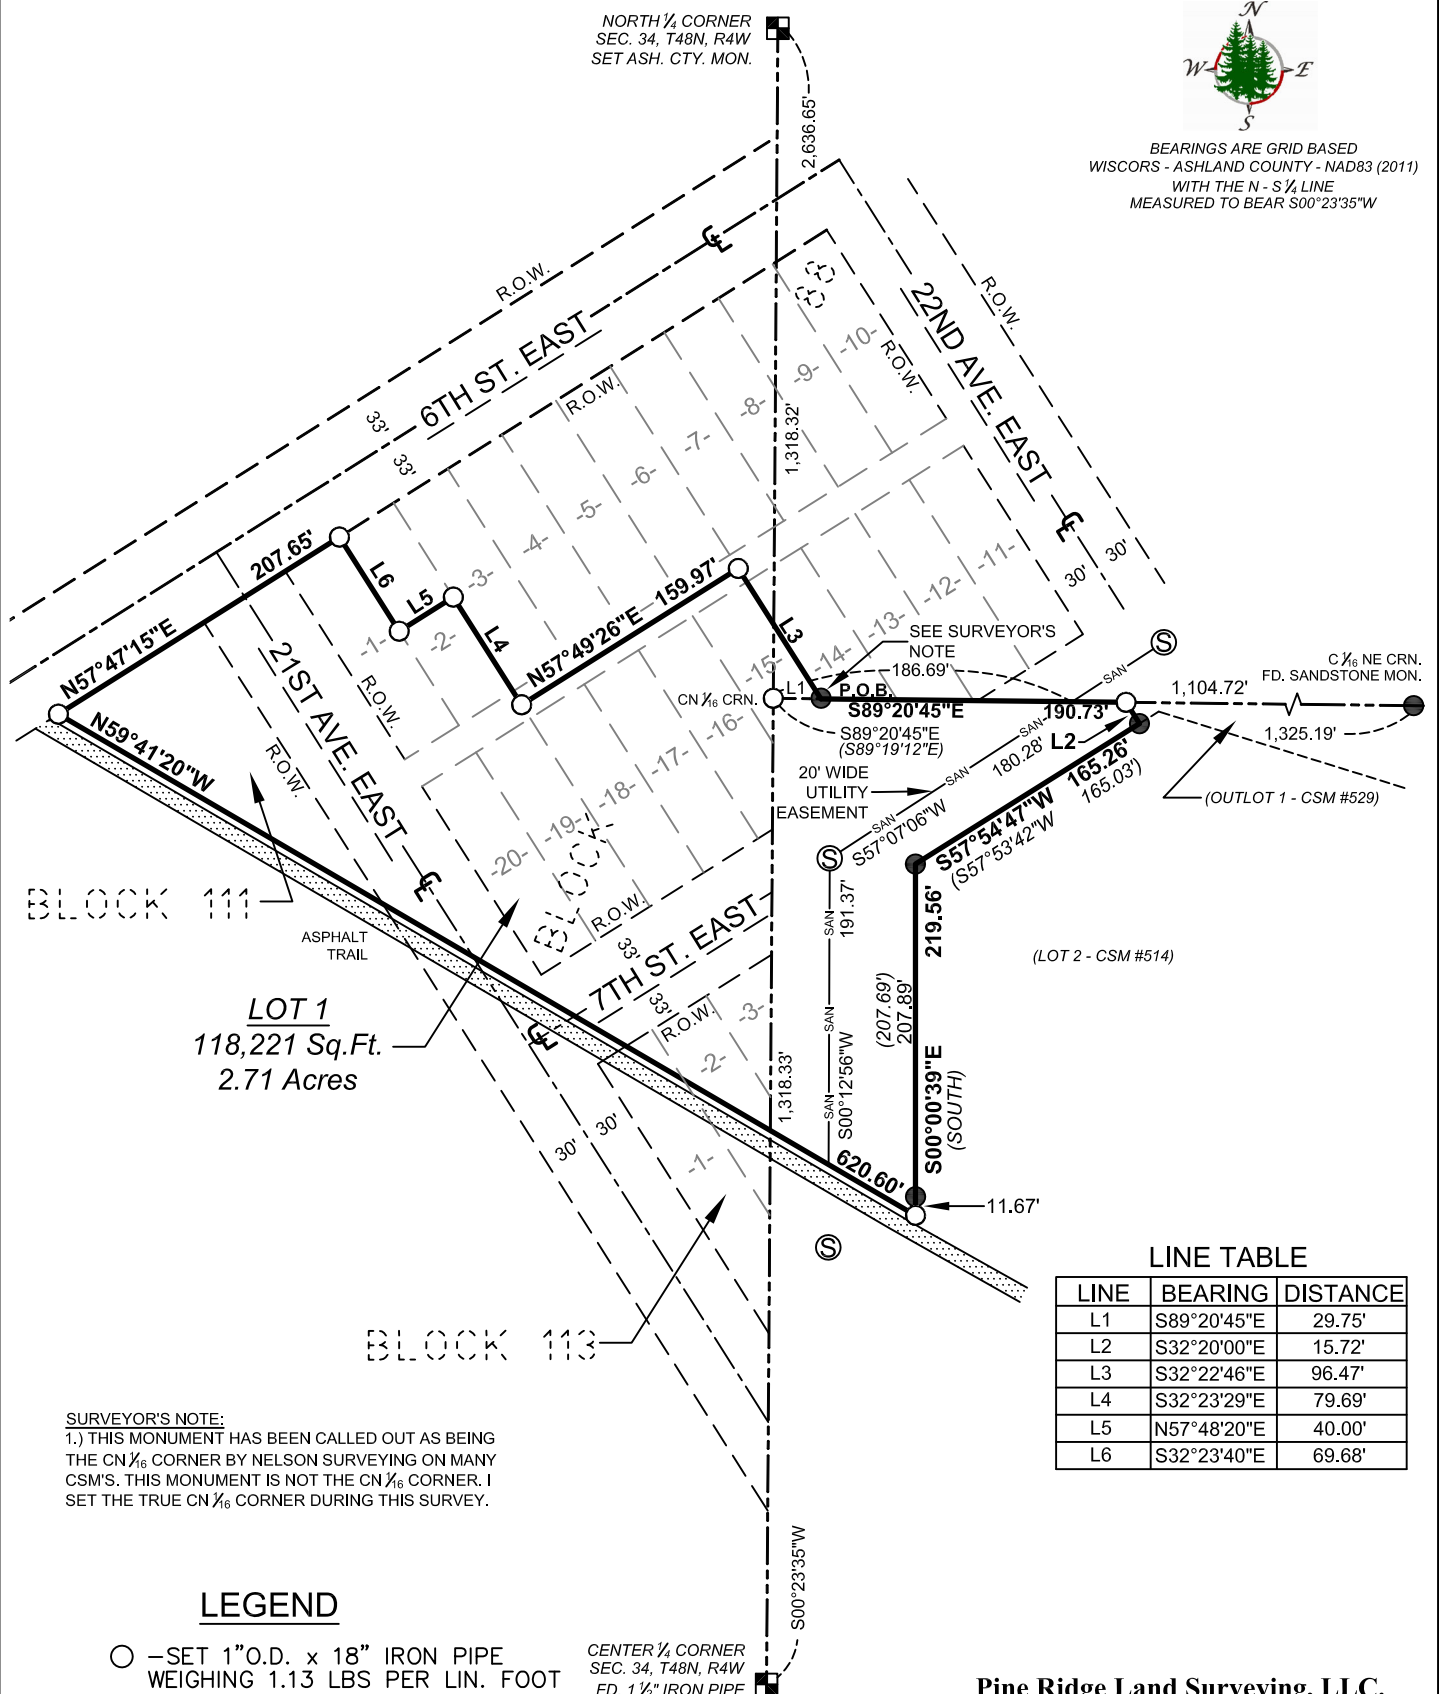 NORTH 1/4 CORNER
SEC. 34, T48N, R4W
SET ASH. CTY. MON.
N
W
E
S
BEARINGS ARE GRID BASED
WISCORS - ASHLAND COUNTY - NAD83 (2011)
WITH THE N - S 1/4 LINE
MEASURED TO BEAR S00°23'35"W
2,636.65'
1,318.32'
R.O.W.
6TH ST. EAST
33'
33'
R.O.W.
22ND AVE. EAST
R.O.W.
R.O.W.
30'
30'
-10-
-9-
-8-
-7-
-6-
-5-
-4-
-3-
-2-
-1-
-11-
-12-
-13-
-14-
-15-
-16-
-17-
-18-
-19-
-20-
207.65'
N57°47'15"E
L6
L5
L4
N57°49'26"E
159.97'
L3
SEE SURVEYOR'S
NOTE
186.69'
CN 1/16 CRN.
L1
P.O.B.
S89°20'45"E
190.73'
S89°20'45"E
(S89°19'12"E)
C 1/16 NE CRN.
FD. SANDSTONE MON.
1,104.72'
1,325.19'
L2
(OUTLOT 1 - CSM #529)
S
SAN
SAN
SAN
SAN
180.28'
S57°07'06"W
20' WIDE
UTILITY
EASEMENT
165.26'
165.03')
S57°54'47"W
(S57°53'42"W
S
SAN
191.37'
SAN
SAN
S00°12'56"W
219.56'
(207.69')
207.89'
S00°00'39"E
(SOUTH)
(LOT 2 - CSM #514)
N59°41'20"W
620.60'
11.67'
21ST AVE. EAST
R.O.W.
R.O.W.
BLOCK 111
ASPHALT
TRAIL
LOT 1
118,221 Sq.Ft.
2.71 Acres
BLOCK
R.O.W.
33'
7TH ST. EAST
33'
R.O.W.
-3-
-2-
-1-
30'
30'
1,318.33'
S
BLOCK 113
LINE TABLE
LINE BEARING DISTANCE
L1 S89°20'45"E 29.75'
L2 S32°20'00"E 15.72'
L3 S32°22'46"E 96.47'
L4 S32°23'29"E 79.69'
L5 N57°48'20"E 40.00'
L6 S32°23'40"E 69.68'
SURVEYOR'S NOTE:
1.) THIS MONUMENT HAS BEEN CALLED OUT AS BEING
THE CN 1/16 CORNER BY NELSON SURVEYING ON MANY
CSM'S. THIS MONUMENT IS NOT THE CN 1/16 CORNER. I
SET THE TRUE CN 1/16 CORNER DURING THIS SURVEY.
S00°23'35"W
LEGEND
-SET 1"O.D. x 18" IRON PIPE
WEIGHING 1.13 LBS PER LIN. FOOT
CENTER 1/4 CORNER
SEC. 34, T48N, R4W
FD. 1 1/2" IRON PIPE
Pine Ridge Land Surveying, LLC.